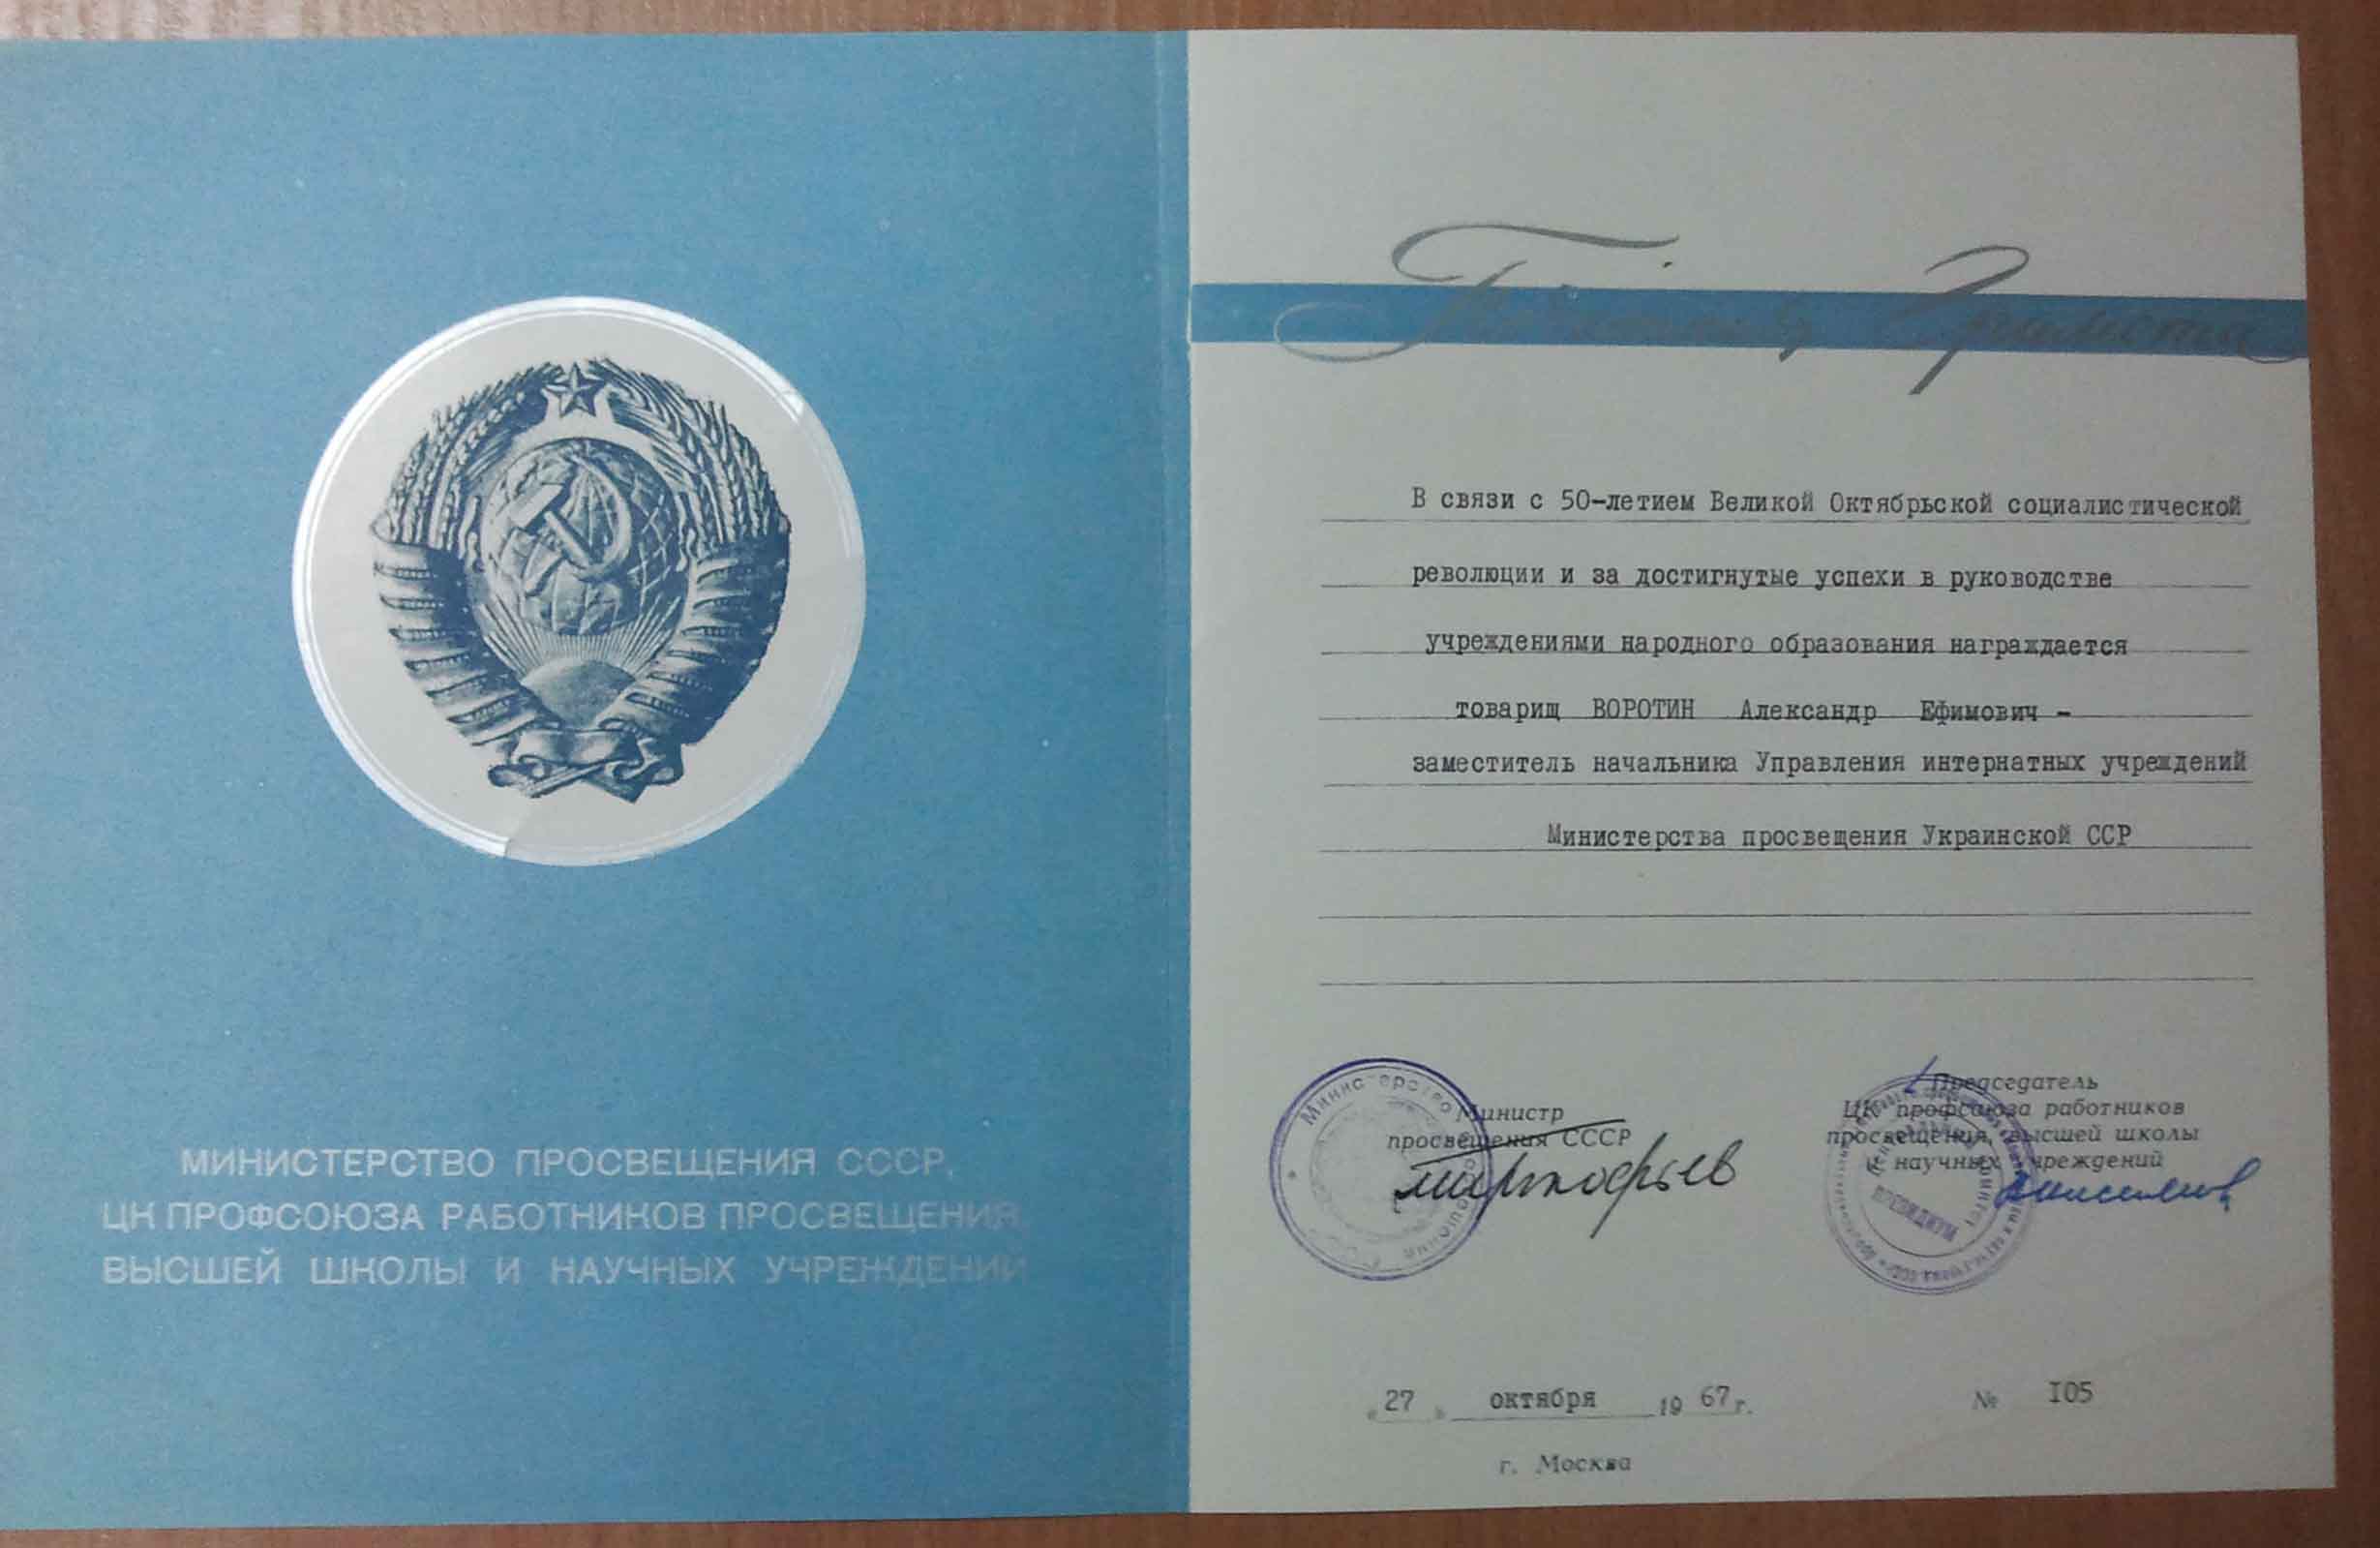 МИНИСТЕРСТВО ПРОСВЕЩЕНИЯ СССР,
ЦК ПРОФСОЮЗА РАБОТНИКОВ ПРОСВЕЩЕНИЯ,
ВЫСШЕЙ ШКОЛЫ И НАУЧНЫХ УЧРЕЖДЕНИЙ
Почетная Грамота
В связи с 50-летием Великой Октябрьской социалистической
революции и за достигнутые успехи в руководстве
учреждениями народного образования награждается
товарищ ВОРОТИН Александр Ефимович -
заместитель начальника Управления интернатных учреждений
Министерства просвещения Украинской ССР
Министр
просвещения СССР
Председатель
ЦК профсоюза работников
просвещения, высшей школы
и научных учреждений
Министерство
ПРЕЗИДИУМ
"27" октября 1967 г.
№ I05
г. Москва